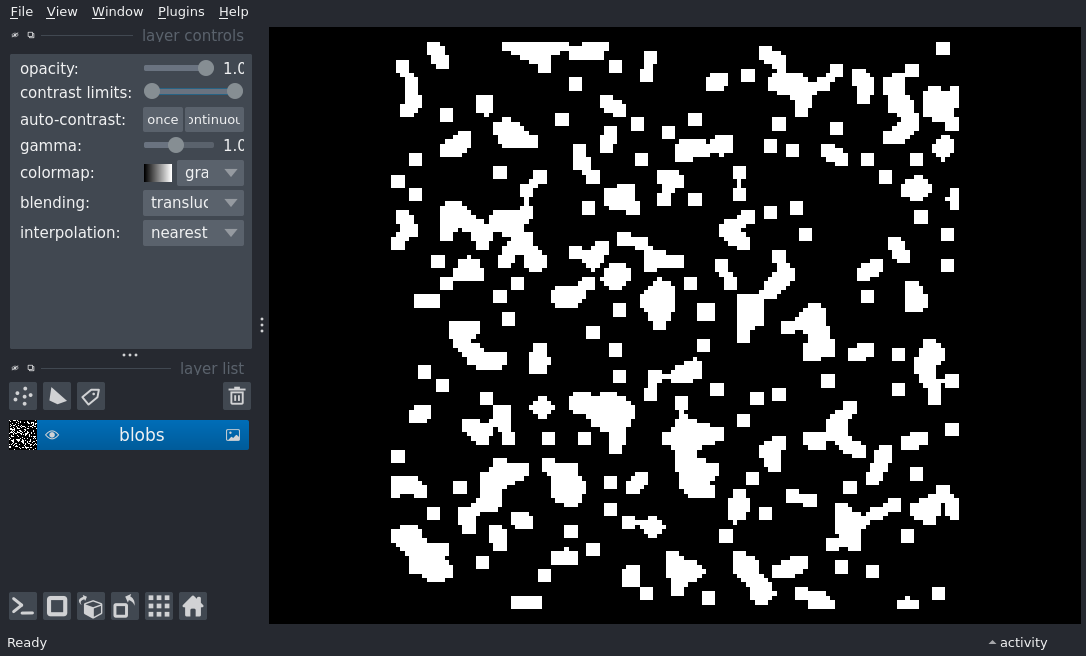 File View Window Plugins Help
layer controls
opacity: 1.0
contrast limits:
auto-contrast: once ontinuou
gamma: 1.0
colormap: gra
blending: transluc
interpolation: nearest
layer list
blobs
Ready
activity